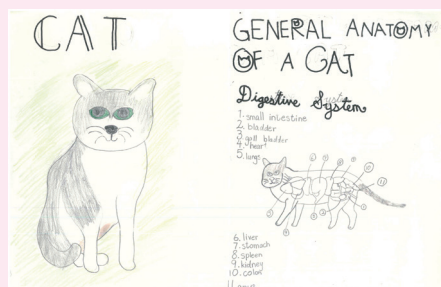 CAT
GENERAL ANATOMY
OF A CAT
Digestive System
1. small intestine
2. bladder
3. gall bladder
4. heart
5. lungs
6. liver
7. stomach
8. spleen
9. kidney
10. colon